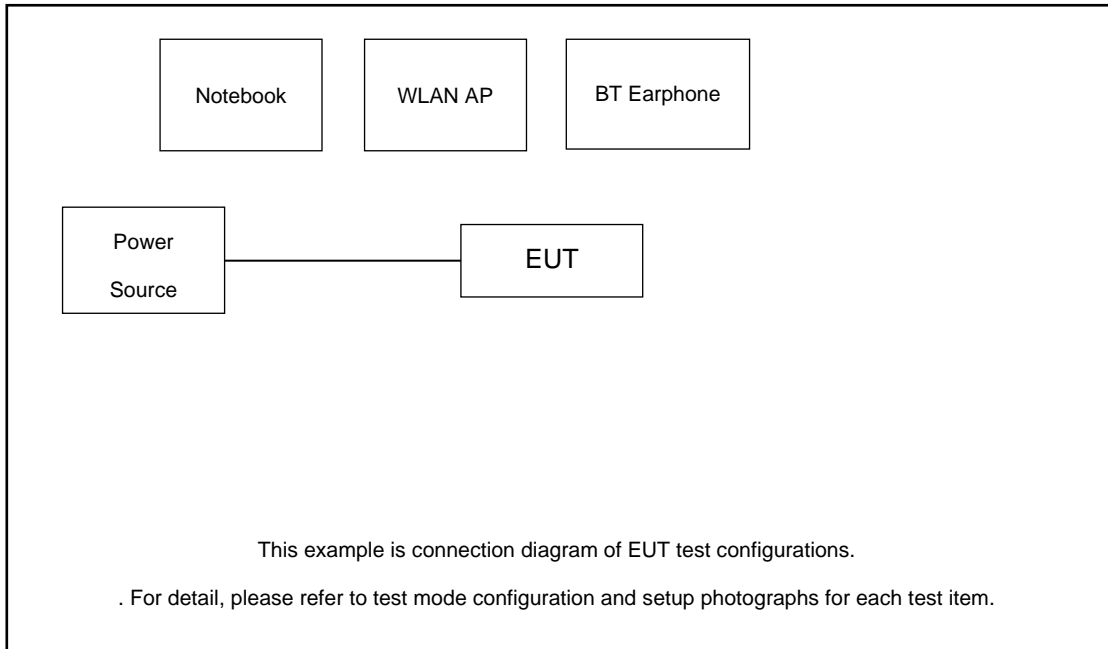 Notebook
WLAN AP
BT Earphone
Power
Source
EUT
This example is connection diagram of EUT test configurations.
. For detail, please refer to test mode configuration and setup photographs for each test item.